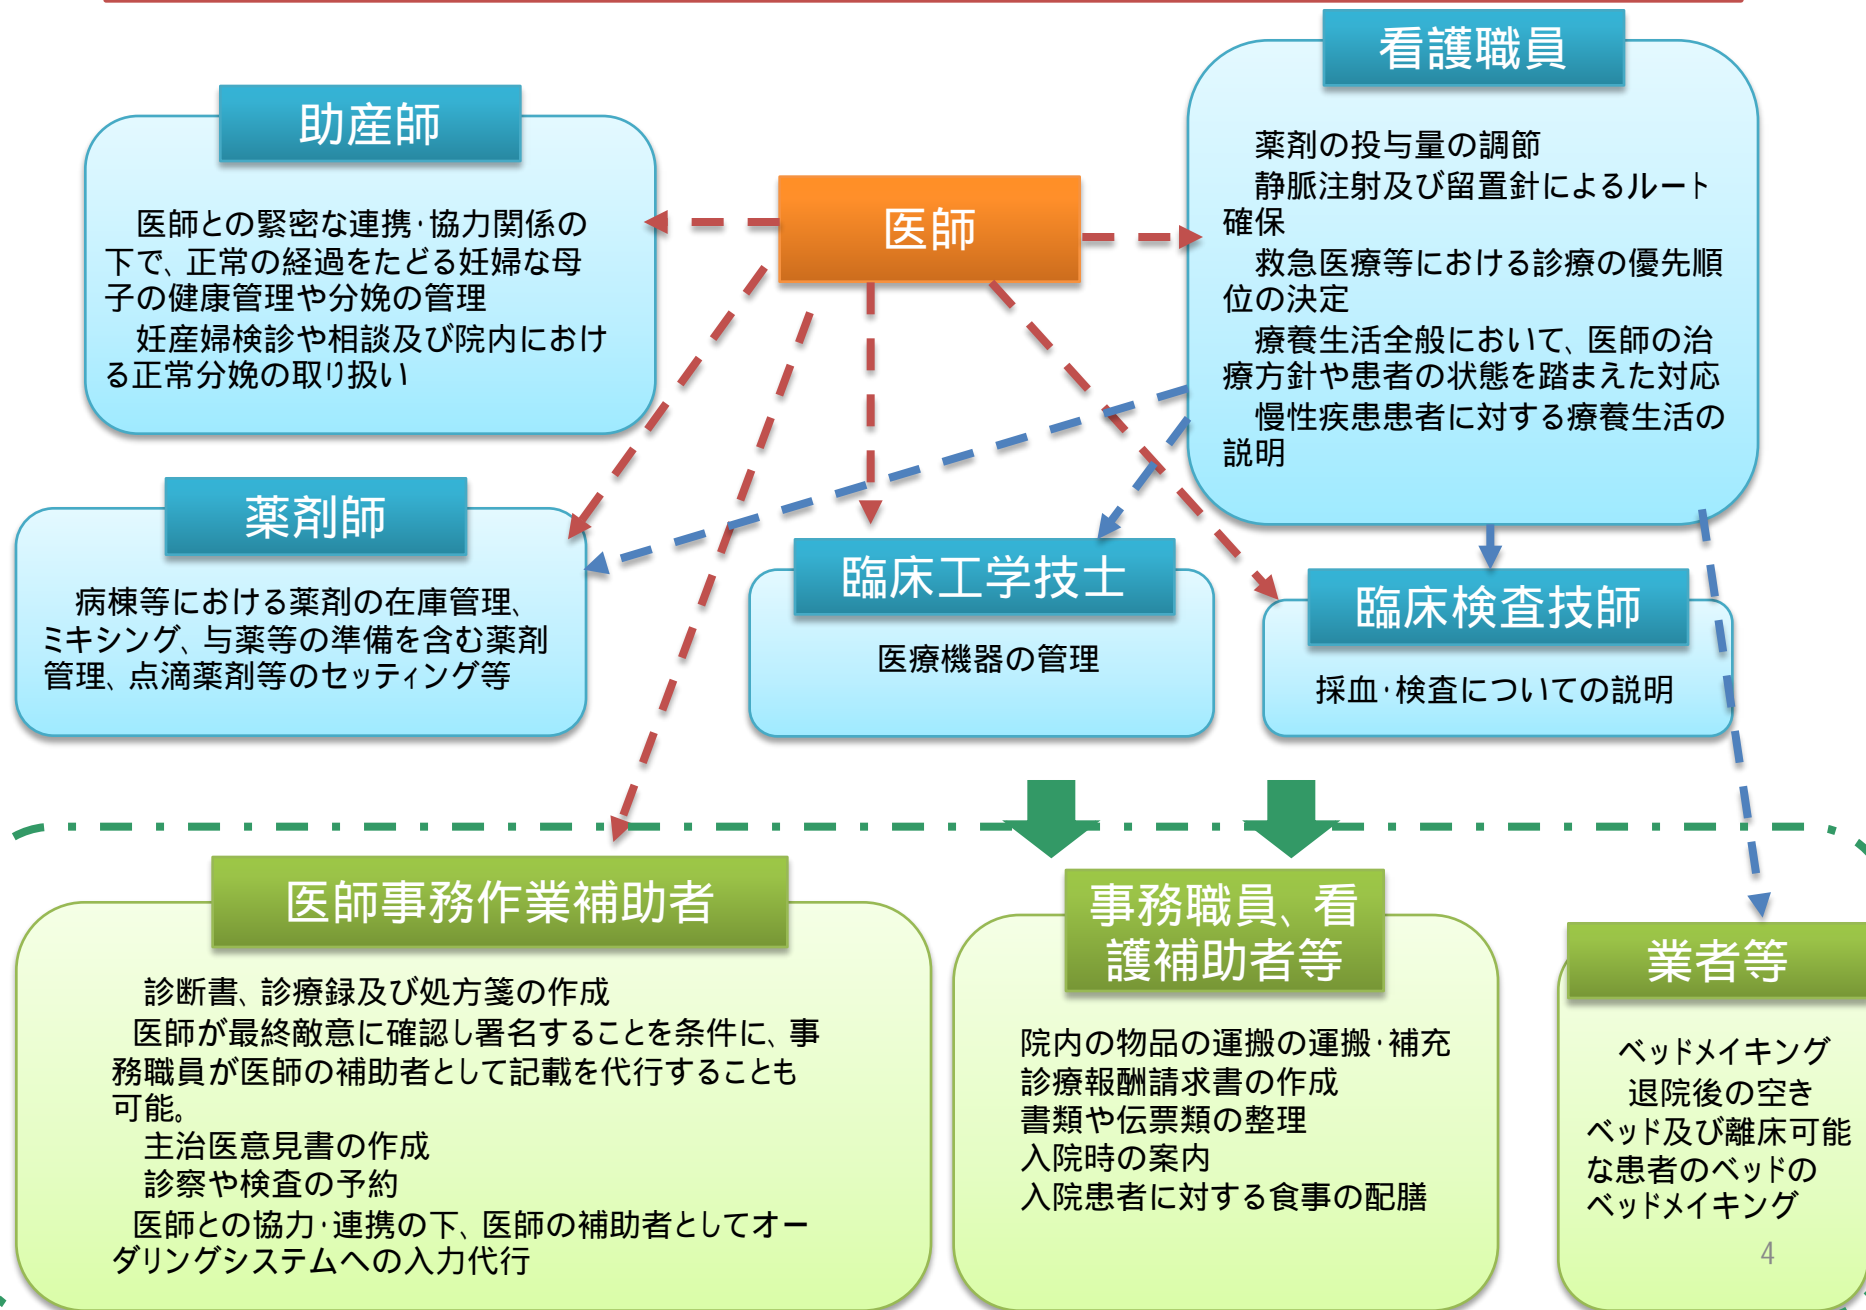 看護職員
薬剤の投与量の調節
静脈注射及び留置針によるルート
確保
救急医療等における診療の優先順
位の決定
療養生活全般において、医師の治
療方針や患者の状態を踏まえた対応
慢性疾患患者に対する療養生活の
説明
助産師
医師との緊密な連携・協力関係の
下で、正常の経過をたどる妊婦な母
子の健康管理や分娩の管理
妊産婦検診や相談及び院内におけ
る正常分娩の取り扱い
医師
薬剤師
病棟等における薬剤の在庫管理、
ミキシング、与薬等の準備を含む薬剤
管理、点滴薬剤等のセッティング等
臨床工学技士
医療機器の管理
臨床検査技師
採血・検査についての説明
医師事務作業補助者
診断書、診療録及び処方箋の作成
医師が最終敵意に確認し署名することを条件に、事
務職員が医師の補助者として記載を代行することも
可能。
主治医意見書の作成
診察や検査の予約
医師との協力・連携の下、医師の補助者としてオー
ダリングシステムへの入力代行
事務職員、看
護補助者等
院内の物品の運搬の運搬・補充
診療報酬請求書の作成
書類や伝票類の整理
入院時の案内
入院患者に対する食事の配膳
業者等
ベッドメイキング
退院後の空き
ベッド及び離床可能
な患者のベッドの
ベッドメイキング
4